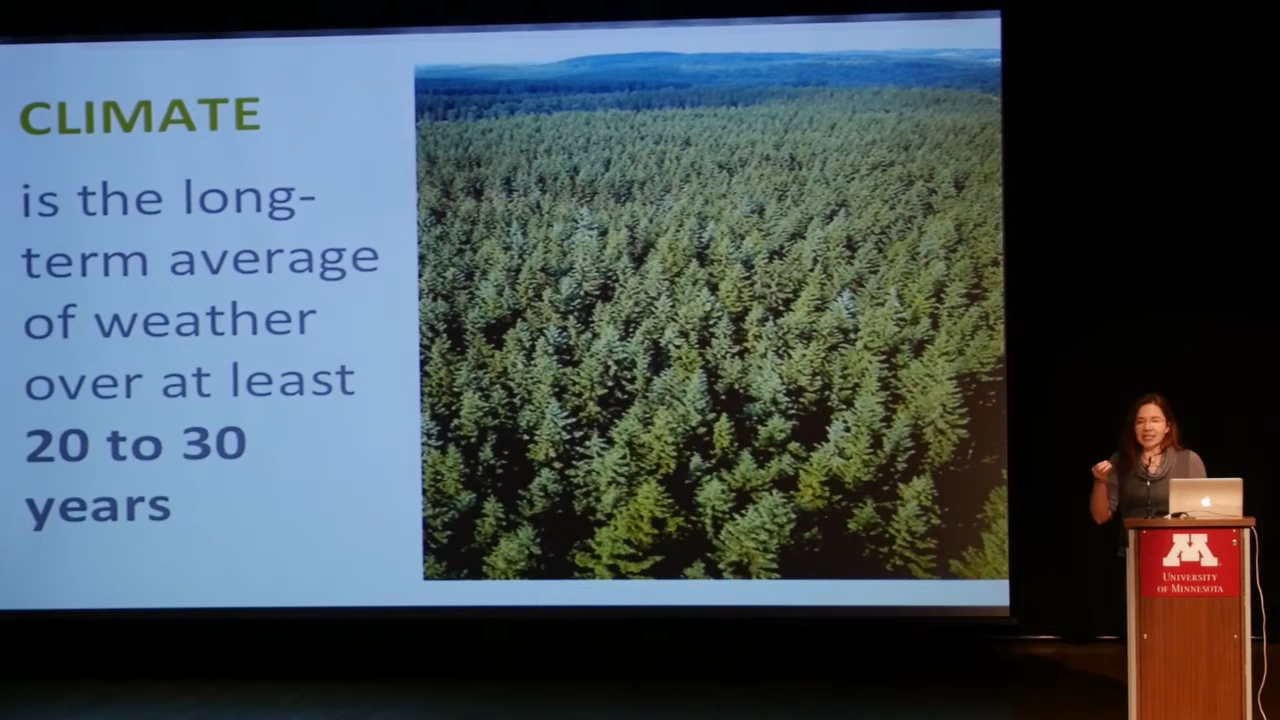 CLIMATE
is the long-
term average
of weather
over at least
20 to 30
years
M
UNIVERSITY
OF MINNESOTA